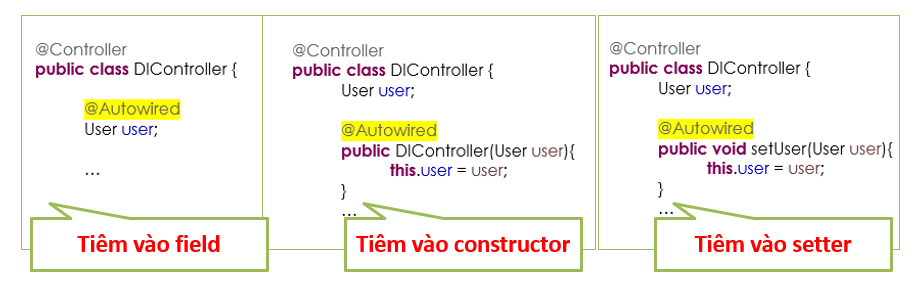 @Controller
public class DIController {
@Autowired
User user;
...
Tiêm vào field
@Controller
public class DIController {
User user;
@Autowired
public DIController(User user){
this.user = user;
}
...
Tiêm vào constructor
@Controller
public class DIController {
User user;
@Autowired
public void setUser(User user){
this.user = user;
}
...
Tiêm vào setter